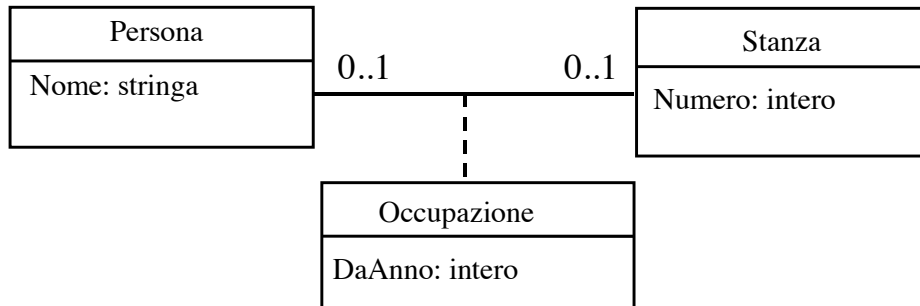 Persona
Nome: stringa
0..1
0..1
Stanza
Numero: intero
Occupazione
DaAnno: intero